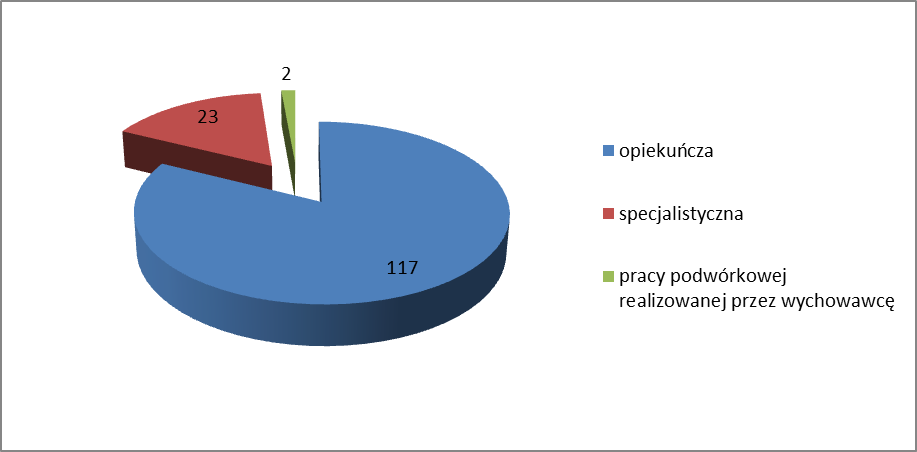 2
23
117
opiekuńcza
specjalistyczna
pracy podwórkowej
realizowanej przez wychowawcę